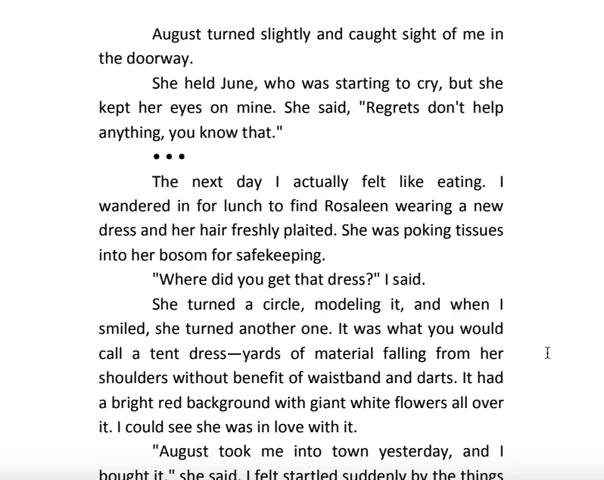 August turned slightly and caught sight of me in
the doorway.
She held June, who was starting to cry, but she
kept her eyes on mine. She said, "Regrets don't help
anything, you know that."
• • •
The next day I actually felt like eating. I
wandered in for lunch to find Rosaleen wearing a new
dress and her hair freshly plaited. She was poking tissues
into her bosom for safekeeping.
"Where did you get that dress?" I said.
She turned a circle, modeling it, and when I
smiled, she turned another one. It was what you would
call a tent dress—yards of material falling from her
shoulders without benefit of waistband and darts. It had
a bright red background with giant white flowers all over
it. I could see she was in love with it.
"August took me into town yesterday, and I
bought it," she said. I felt startled suddenly by the things